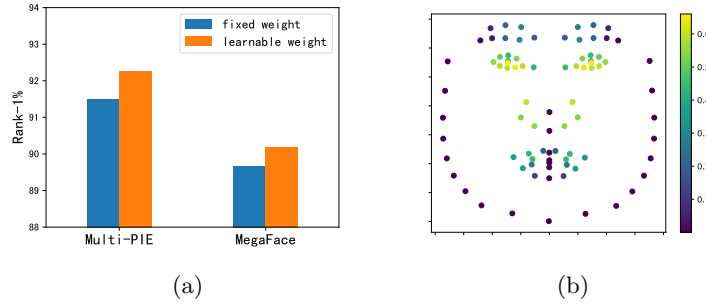 94
93
92
91
90
89
88
Rank-1%
fixed weight
learnable weight
Multi-PIE
MegaFace
(a)
(b)